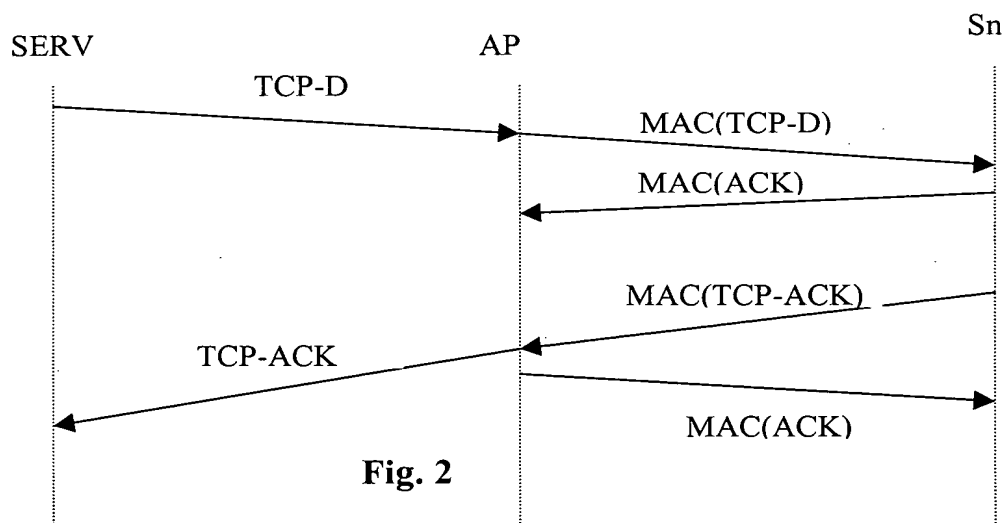 SERV
AP
Sn
TCP-D
MAC(TCP-D)
MAC(ACK)
MAC(TCP-ACK)
TCP-ACK
MAC(ACK)
Fig. 2